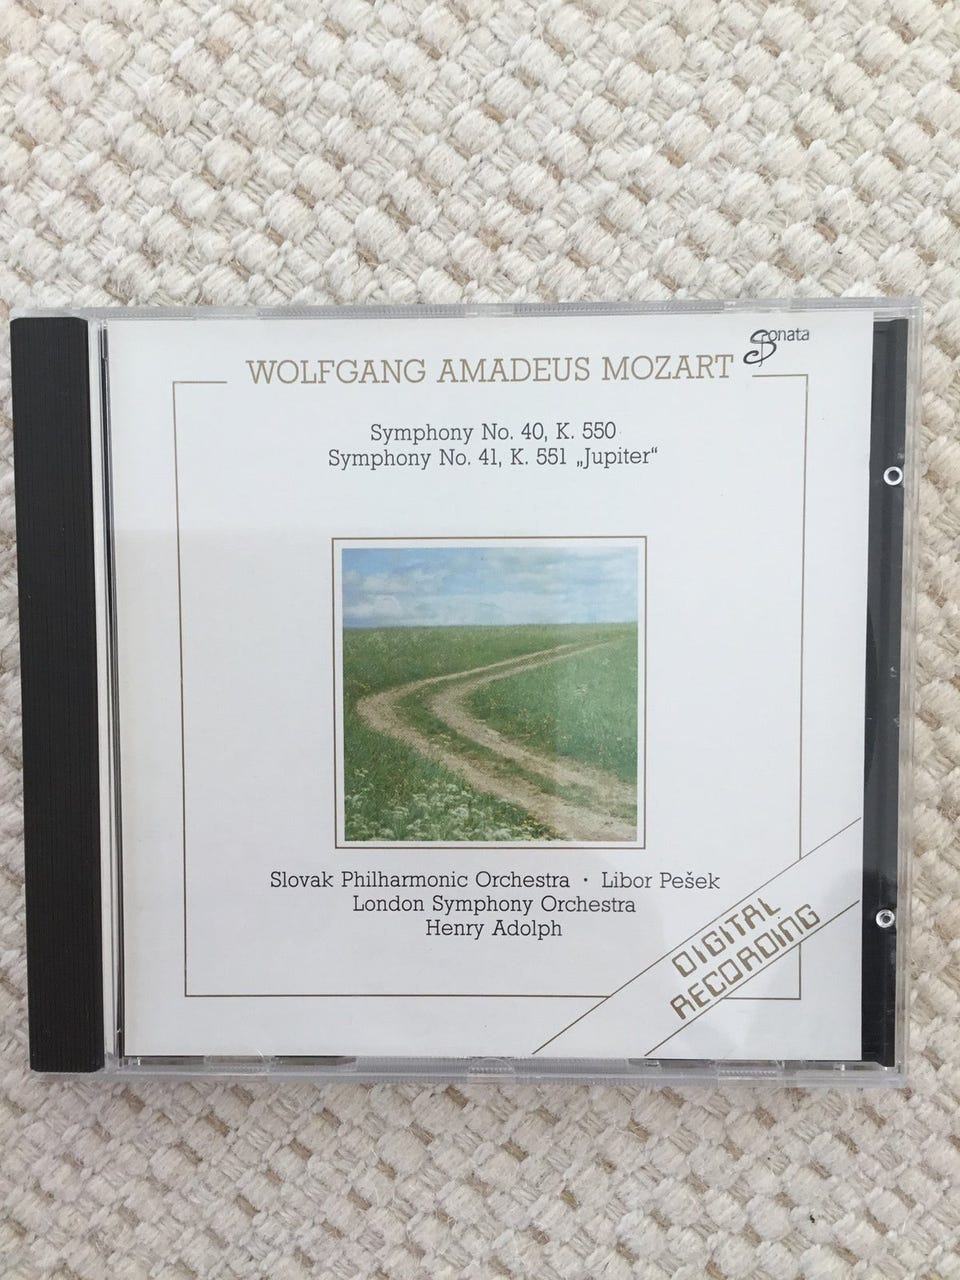 Sonata
WOLFGANG AMADEUS MOZART
Symphony No. 40, K. 550
Symphony No. 41, K. 551 „Jupiter“
Slovak Philharmonic Orchestra · Libor Pešek
London Symphony Orchestra
Henry Adolph
DIGITAL
RECORDING